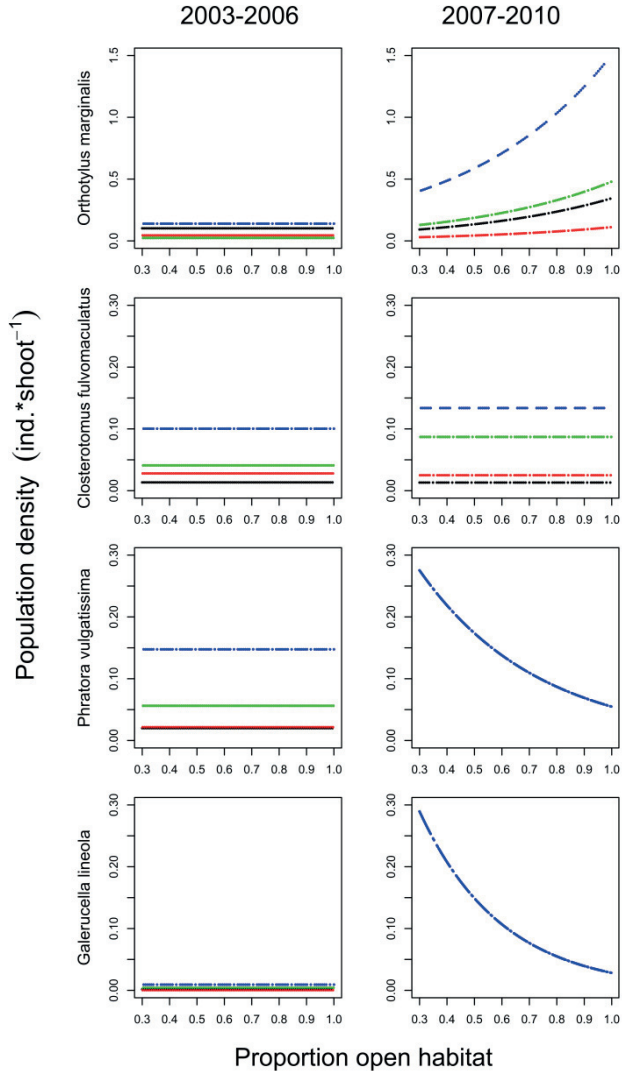 2003-2006
2007-2010
Population density (ind.*shoot⁻¹)
Orthotylus marginalis
0.0 0.5 1.0 1.5
0.3 0.4 0.5 0.6 0.7 0.8 0.9 1.0
0.3 0.4 0.5 0.6 0.7 0.8 0.9 1.0
Closterotomus fulvomaculatus
0.00 0.10 0.20 0.30
0.3 0.4 0.5 0.6 0.7 0.8 0.9 1.0
0.00 0.10 0.20 0.30
0.3 0.4 0.5 0.6 0.7 0.8 0.9 1.0
Phratora vulgatissima
0.00 0.10 0.20 0.30
0.3 0.4 0.5 0.6 0.7 0.8 0.9 1.0
0.00 0.10 0.20 0.30
0.3 0.4 0.5 0.6 0.7 0.8 0.9 1.0
Galerucella lineola
0.00 0.10 0.20 0.30
0.3 0.4 0.5 0.6 0.7 0.8 0.9 1.0
0.00 0.10 0.20 0.30
0.3 0.4 0.5 0.6 0.7 0.8 0.9 1.0
Proportion open habitat